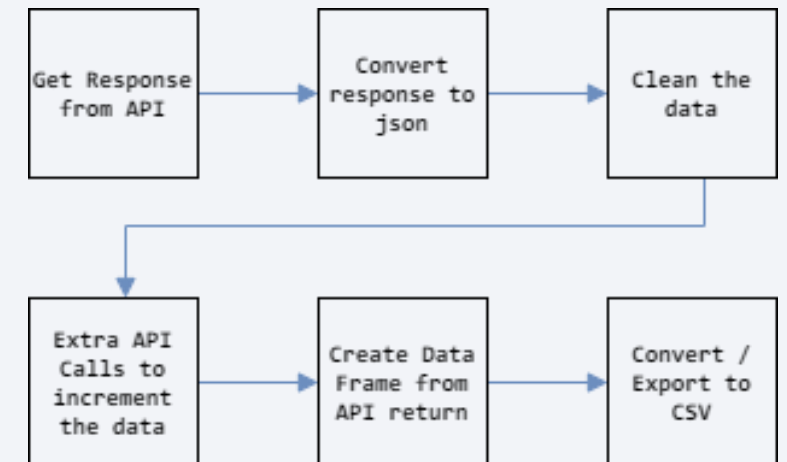 Get Response
from API
Convert
response to
json
Clean the
data
Extra API
Calls to
increment
the data
Create Data
Frame from
API return
Convert /
Export to
CSV